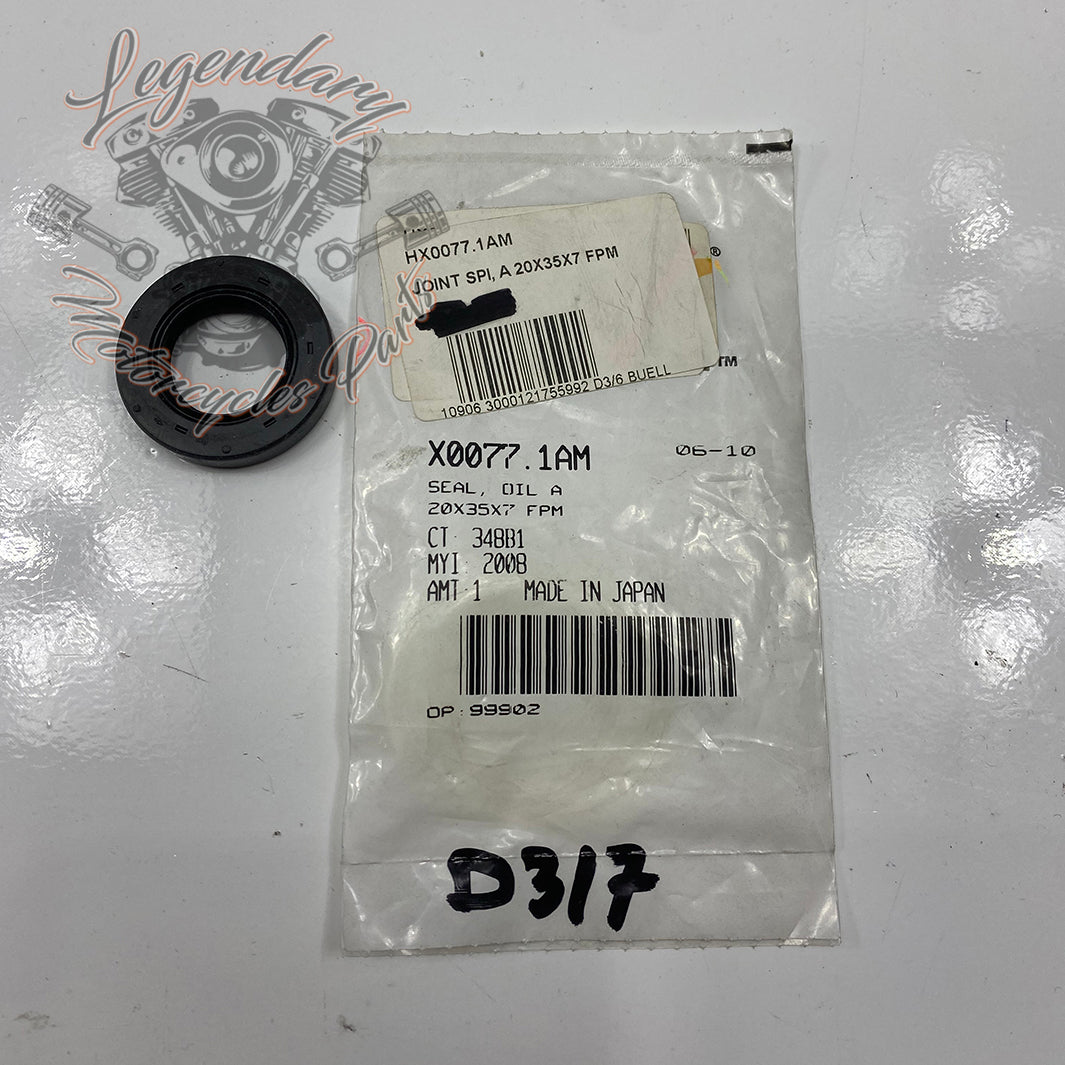 Legendary
Motorcycles Parts
HX0077.1AM
JOINT SPI, A 20X35X7 FPM
10906 3000121755992 D3/6 BUELL
®
TM
X0077.1AM 06-10
SEAL, OIL A
20X35X7 FPM
CT: 348B1
MYI: 2008
AMT:1 MADE IN JAPAN
OP:99902
D3/7